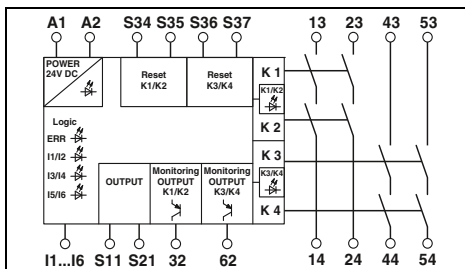 A1 A2 S34 S35 S36 S37 13 23 43 53
POWER
24V DC
Reset
K1/K2
Reset
K3/K4
K 1
K1/K2
K 2
Logic
ERR
I1/I2
I3/I4
I5/I6
OUTPUT
Monitoring
OUTPUT
K1/K2
Monitoring
OUTPUT
K3/K4
K 3
K3/K4
K 4
I1...I6 S11 S21 32 62 14 24 44 54